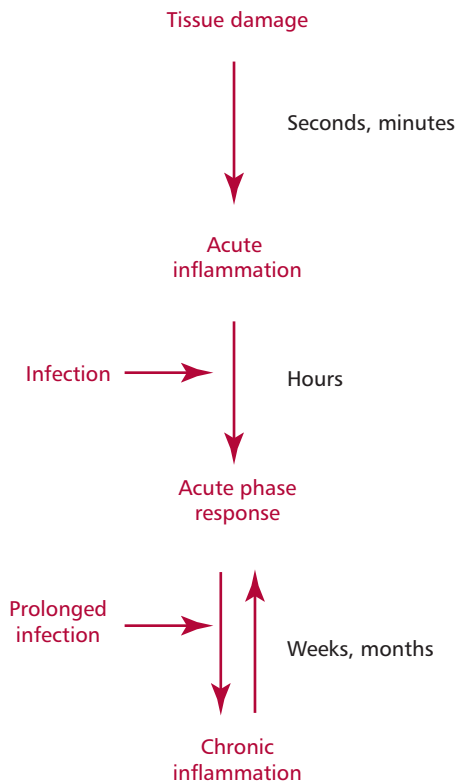 Tissue damage
Seconds, minutes
Acute
inflammation
Infection
Hours
Acute phase
response
Prolonged
infection
Weeks, months
Chronic
inflammation